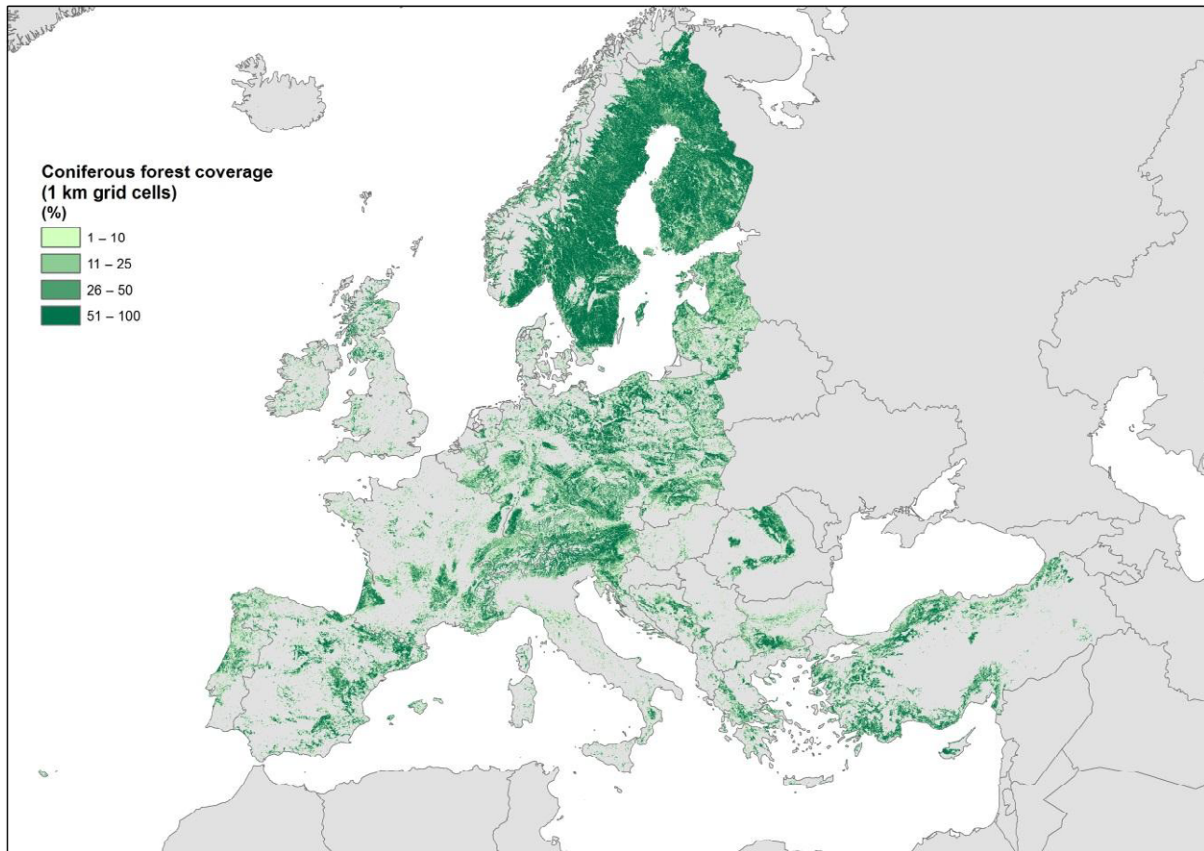 Coniferous forest coverage
(1 km grid cells)
(%)
1 – 10
11 – 25
26 – 50
51 – 100